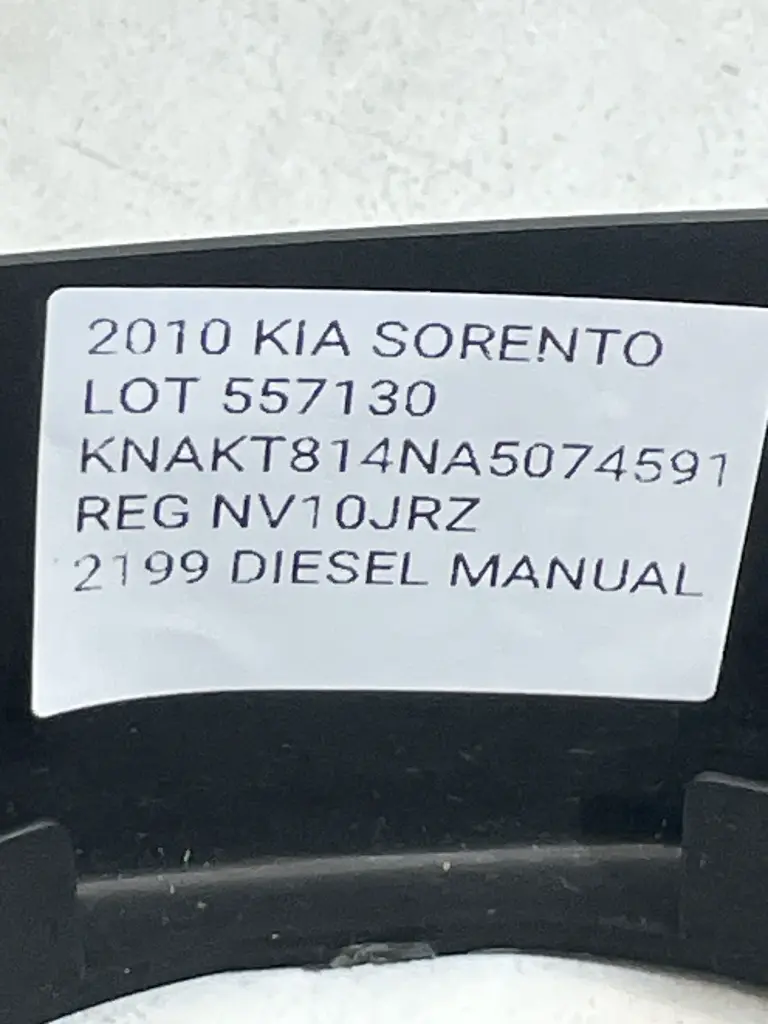 2010 KIA SORENTO
LOT 557130
KNAKT814NA5074591
REG NV10JRZ
2199 DIESEL MANUAL